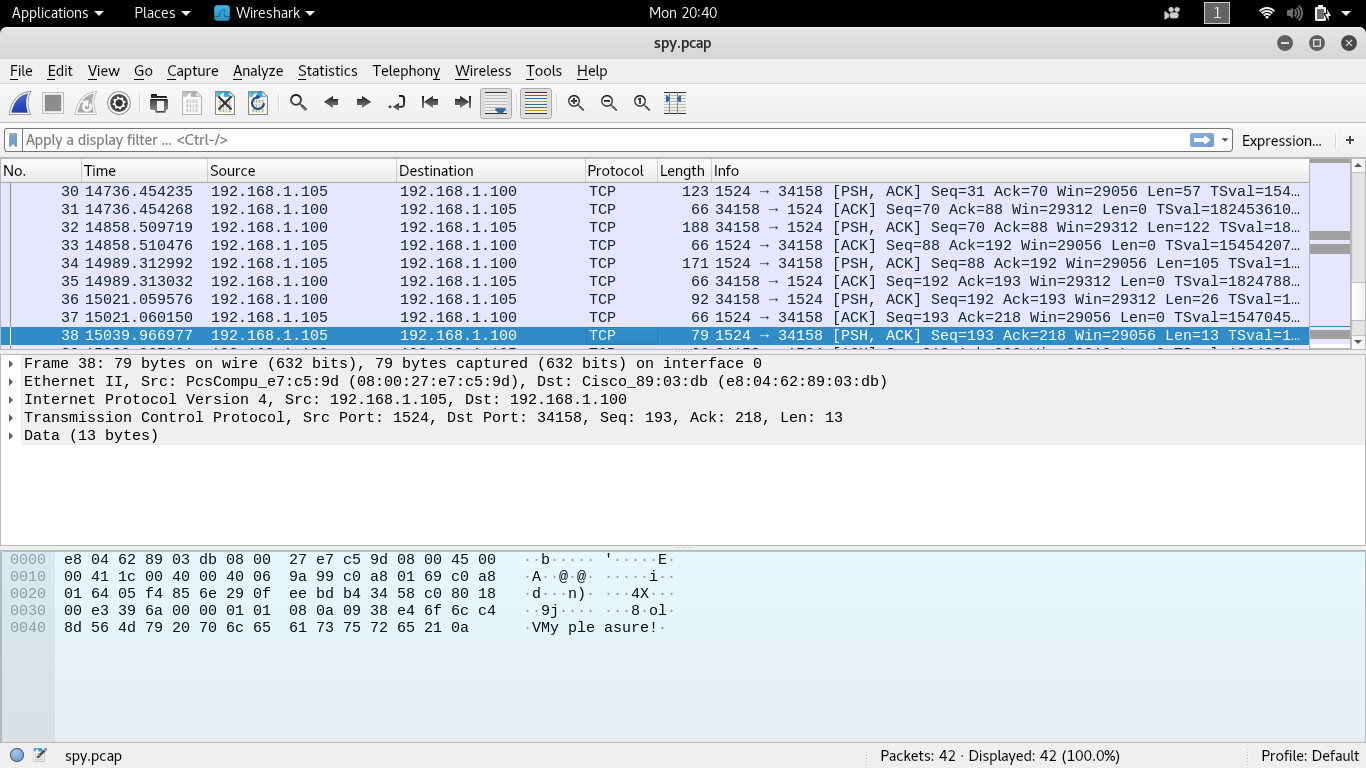 Applications Places Wireshark Mon 20:40 1
spy.pcap
File Edit View Go Capture Analyze Statistics Telephony Wireless Tools Help
Apply a display filter ... <Ctrl-/> Expression... +
No. Time Source Destination Protocol Length Info
30 14736.454235 192.168.1.105 192.168.1.100 TCP 123 1524 → 34158 [PSH, ACK] Seq=31 Ack=70 Win=29056 Len=57 TSval=154…
31 14736.454268 192.168.1.100 192.168.1.105 TCP 66 34158 → 1524 [ACK] Seq=70 Ack=88 Win=29312 Len=0 TSval=182453610…
32 14858.509719 192.168.1.100 192.168.1.105 TCP 188 34158 → 1524 [PSH, ACK] Seq=70 Ack=88 Win=29312 Len=122 TSval=18…
33 14858.510476 192.168.1.105 192.168.1.100 TCP 66 1524 → 34158 [ACK] Seq=88 Ack=192 Win=29056 Len=0 TSval=15454207…
34 14989.312992 192.168.1.105 192.168.1.100 TCP 171 1524 → 34158 [PSH, ACK] Seq=88 Ack=192 Win=29056 Len=105 TSval=1…
35 14989.313032 192.168.1.100 192.168.1.105 TCP 66 34158 → 1524 [ACK] Seq=192 Ack=193 Win=29312 Len=0 TSval=1824788…
36 15021.059576 192.168.1.100 192.168.1.105 TCP 92 34158 → 1524 [PSH, ACK] Seq=192 Ack=193 Win=29312 Len=26 TSval=1…
37 15021.060150 192.168.1.105 192.168.1.100 TCP 66 1524 → 34158 [ACK] Seq=193 Ack=218 Win=29056 Len=0 TSval=1547045…
38 15039.966977 192.168.1.105 192.168.1.100 TCP 79 1524 → 34158 [PSH, ACK] Seq=193 Ack=218 Win=29056 Len=13 TSval=1…
Frame 38: 79 bytes on wire (632 bits), 79 bytes captured (632 bits) on interface 0
Ethernet II, Src: PcsCompu_e7:c5:9d (08:00:27:e7:c5:9d), Dst: Cisco_89:03:db (e8:04:62:89:03:db)
Internet Protocol Version 4, Src: 192.168.1.105, Dst: 192.168.1.100
Transmission Control Protocol, Src Port: 1524, Dst Port: 34158, Seq: 193, Ack: 218, Len: 13
Data (13 bytes)
0000 e8 04 62 89 03 db 08 00 27 e7 c5 9d 08 00 45 00 ··b····· '·····E·
0010 00 41 1c 00 40 00 40 06 9a 99 c0 a8 01 69 c0 a8 ·A··@·@· ·····i··
0020 01 64 05 f4 85 6e 29 0f ee bd b4 34 58 c0 80 18 ·d···n)· ···4X···
0030 00 e3 39 6a 00 00 01 01 08 0a 09 38 e4 6f 6c c4 ··9j···· ···8·ol·
0040 8d 56 4d 79 20 70 6c 65 61 73 75 72 65 21 0a ·VMy ple asure!·
spy.pcap Packets: 42 · Displayed: 42 (100.0%) Profile: Default